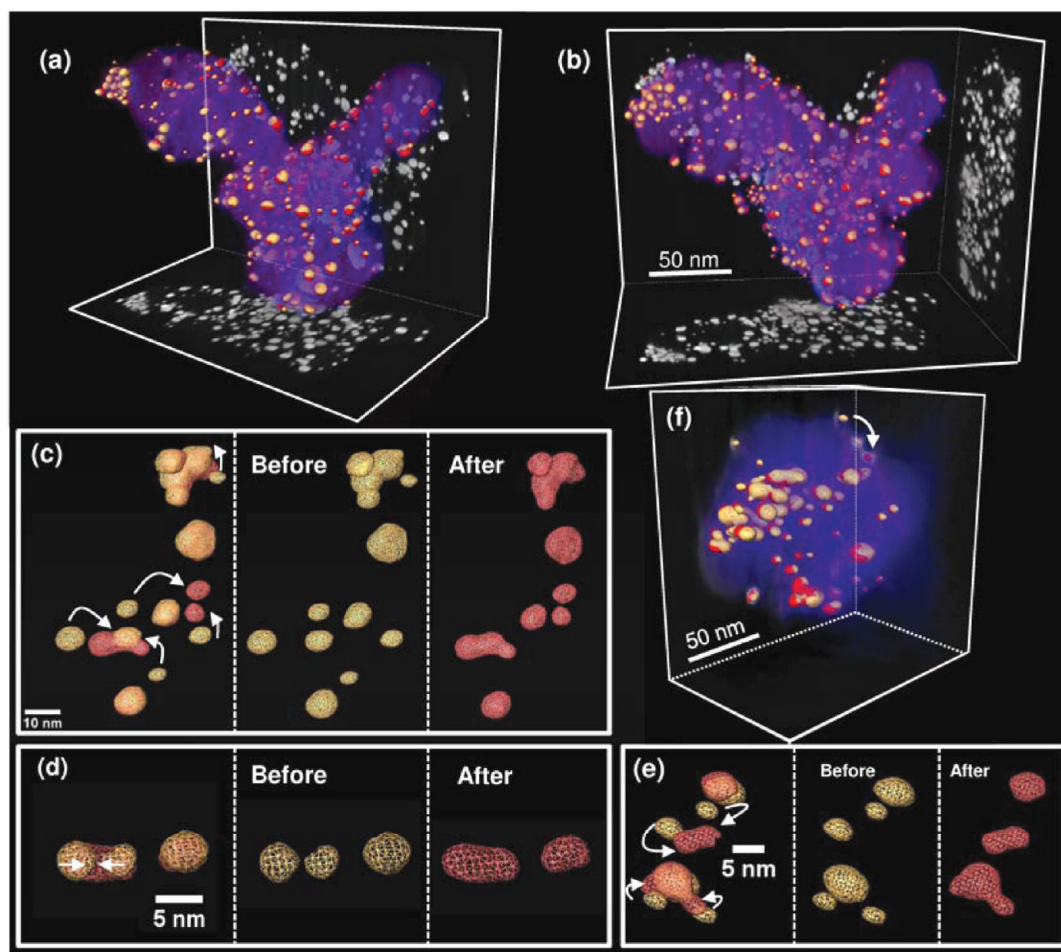 (a)
(b)
50 nm
(c)
Before
After
10 nm
(f)
50 nm
(d)
Before
After
5 nm
(e)
Before
After
5 nm